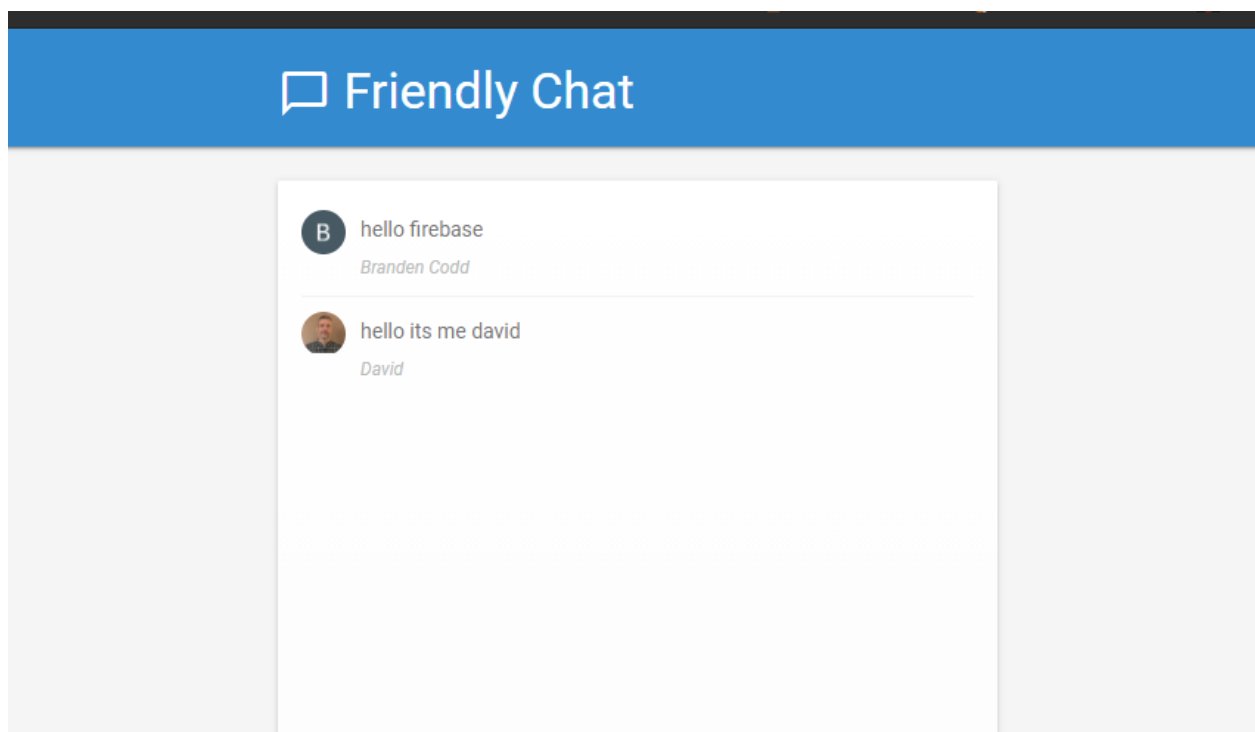 Friendly Chat
B
hello firebase
Branden Codd
hello its me david
David